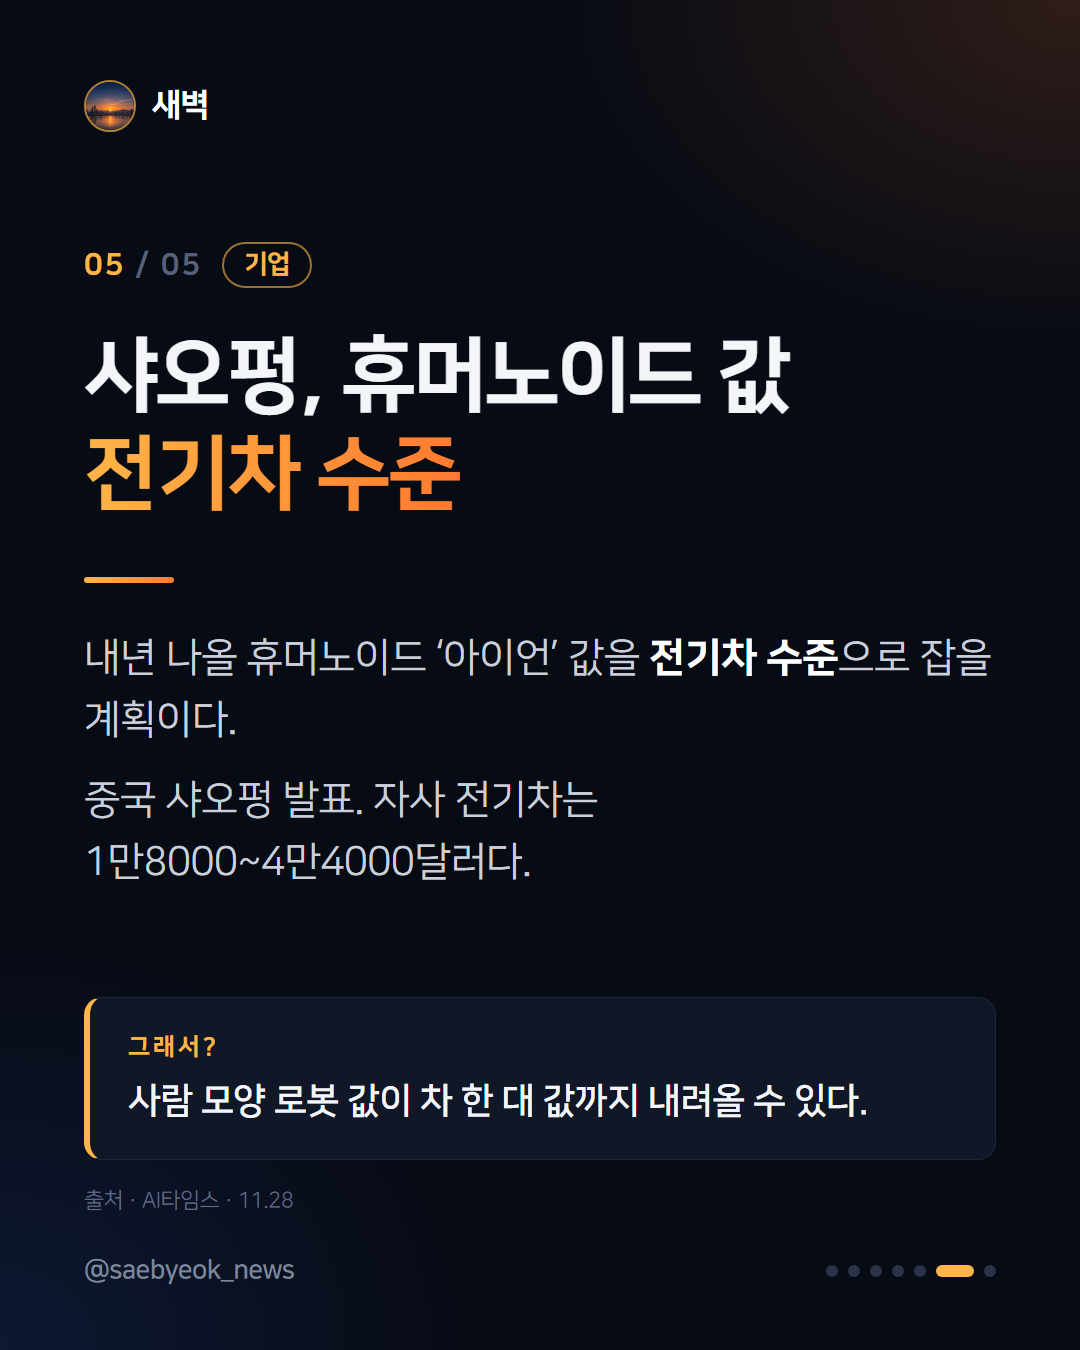 새벽
05 / 05 기업
샤오펑, 휴머노이드 값
전기차 수준
내년 나올 휴머노이드 ‘아이언’ 값을 전기차 수준으로 잡을
계획이다.
중국 샤오펑 발표. 자사 전기차는
1만8000~4만4000달러다.
그래서?
사람 모양 로봇 값이 차 한 대 값까지 내려올 수 있다.
출처 · AI타임스 · 11.28
@saebyeok_news